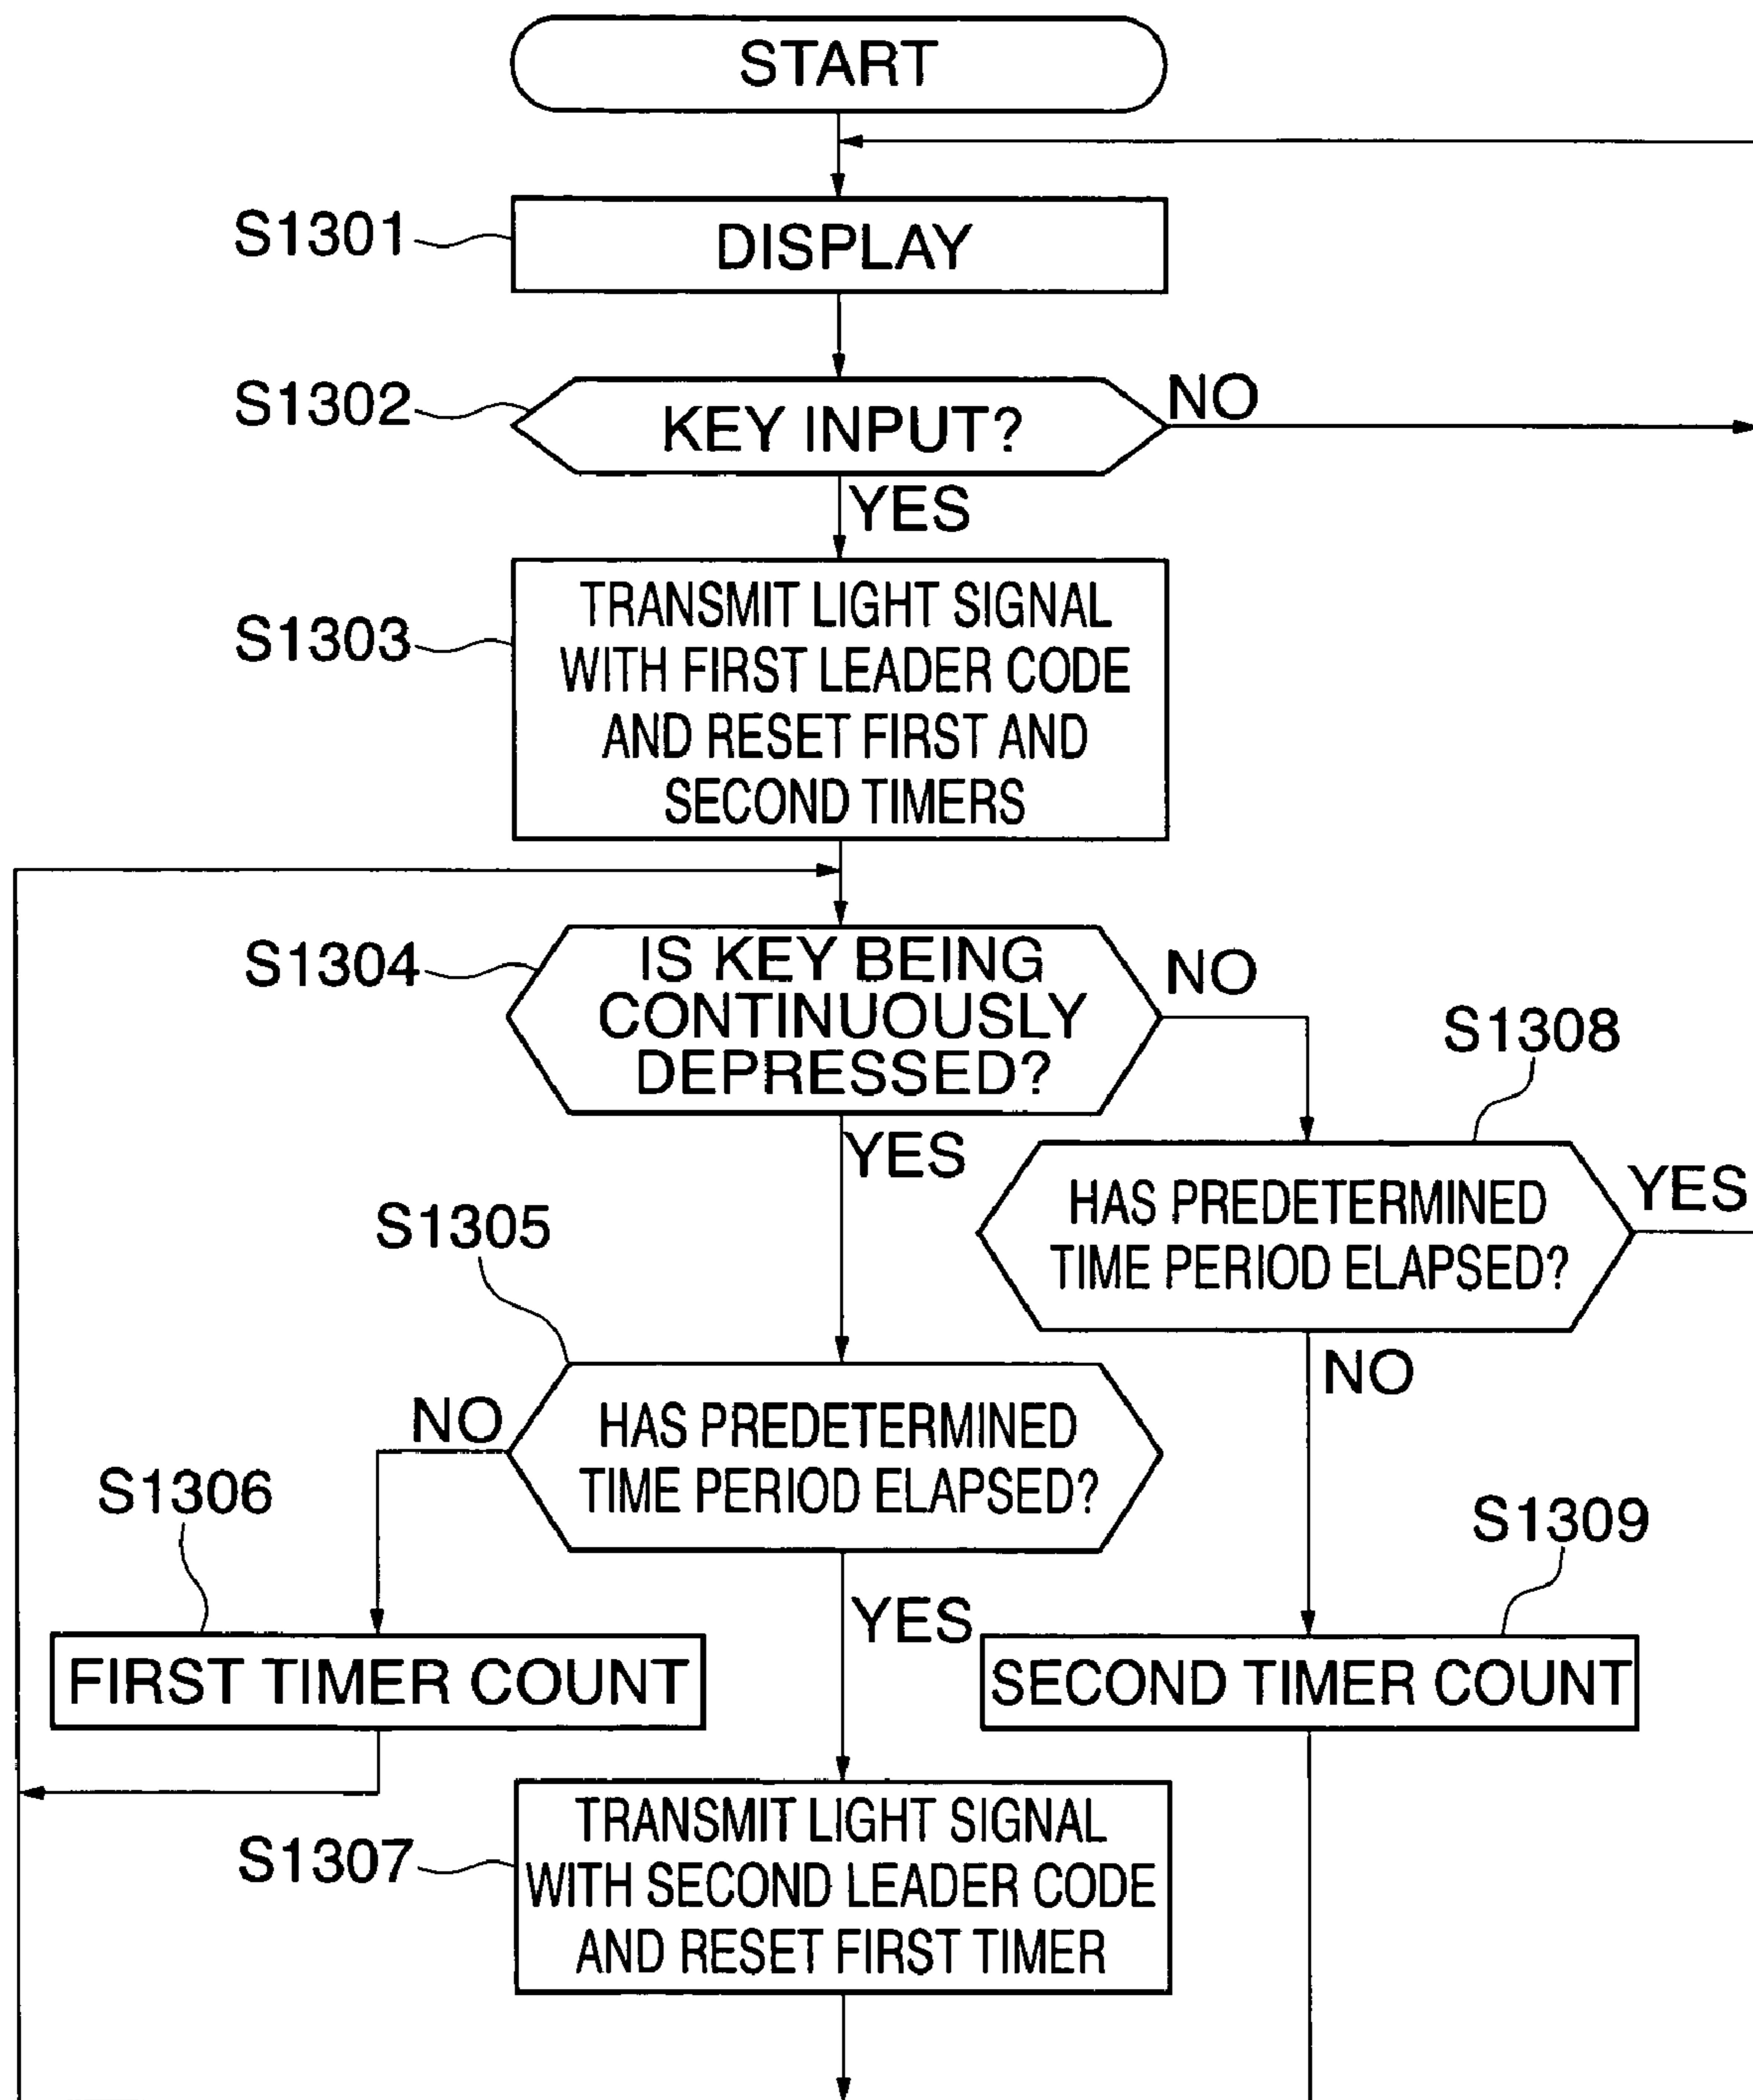 START
S1301
DISPLAY
S1302
KEY INPUT?
NO
YES
S1303
TRANSMIT LIGHT SIGNAL
WITH FIRST LEADER CODE
AND RESET FIRST AND
SECOND TIMERS
S1304
IS KEY BEING
CONTINUOUSLY
DEPRESSED?
NO
YES
S1308
HAS PREDETERMINED
TIME PERIOD ELAPSED?
YES
NO
S1305
HAS PREDETERMINED
TIME PERIOD ELAPSED?
NO
YES
S1306
FIRST TIMER COUNT
S1309
SECOND TIMER COUNT
S1307
TRANSMIT LIGHT SIGNAL
WITH SECOND LEADER CODE
AND RESET FIRST TIMER